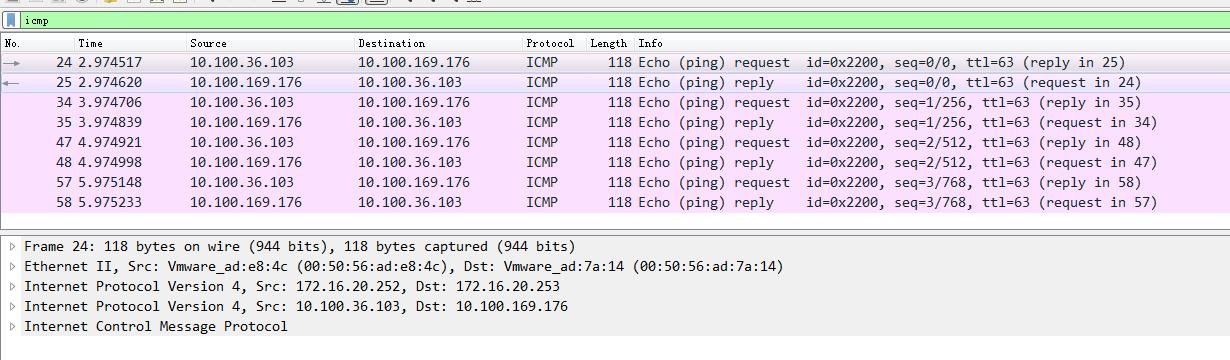 icmp
No. Time Source Destination Protocol Length Info
24 2.974517 10.100.36.103 10.100.169.176 ICMP 118 Echo (ping) request id=0x2200, seq=0/0, ttl=63 (reply in 25)
25 2.974620 10.100.169.176 10.100.36.103 ICMP 118 Echo (ping) reply id=0x2200, seq=0/0, ttl=63 (request in 24)
34 3.974706 10.100.36.103 10.100.169.176 ICMP 118 Echo (ping) request id=0x2200, seq=1/256, ttl=63 (reply in 35)
35 3.974839 10.100.169.176 10.100.36.103 ICMP 118 Echo (ping) reply id=0x2200, seq=1/256, ttl=63 (request in 34)
47 4.974921 10.100.36.103 10.100.169.176 ICMP 118 Echo (ping) request id=0x2200, seq=2/512, ttl=63 (reply in 48)
48 4.974998 10.100.169.176 10.100.36.103 ICMP 118 Echo (ping) reply id=0x2200, seq=2/512, ttl=63 (request in 47)
57 5.975148 10.100.36.103 10.100.169.176 ICMP 118 Echo (ping) request id=0x2200, seq=3/768, ttl=63 (reply in 58)
58 5.975233 10.100.169.176 10.100.36.103 ICMP 118 Echo (ping) reply id=0x2200, seq=3/768, ttl=63 (request in 57)
Frame 24: 118 bytes on wire (944 bits), 118 bytes captured (944 bits)
Ethernet II, Src: Vmware_ad:e8:4c (00:50:56:ad:e8:4c), Dst: Vmware_ad:7a:14 (00:50:56:ad:7a:14)
Internet Protocol Version 4, Src: 172.16.20.252, Dst: 172.16.20.253
Internet Protocol Version 4, Src: 10.100.36.103, Dst: 10.100.169.176
Internet Control Message Protocol